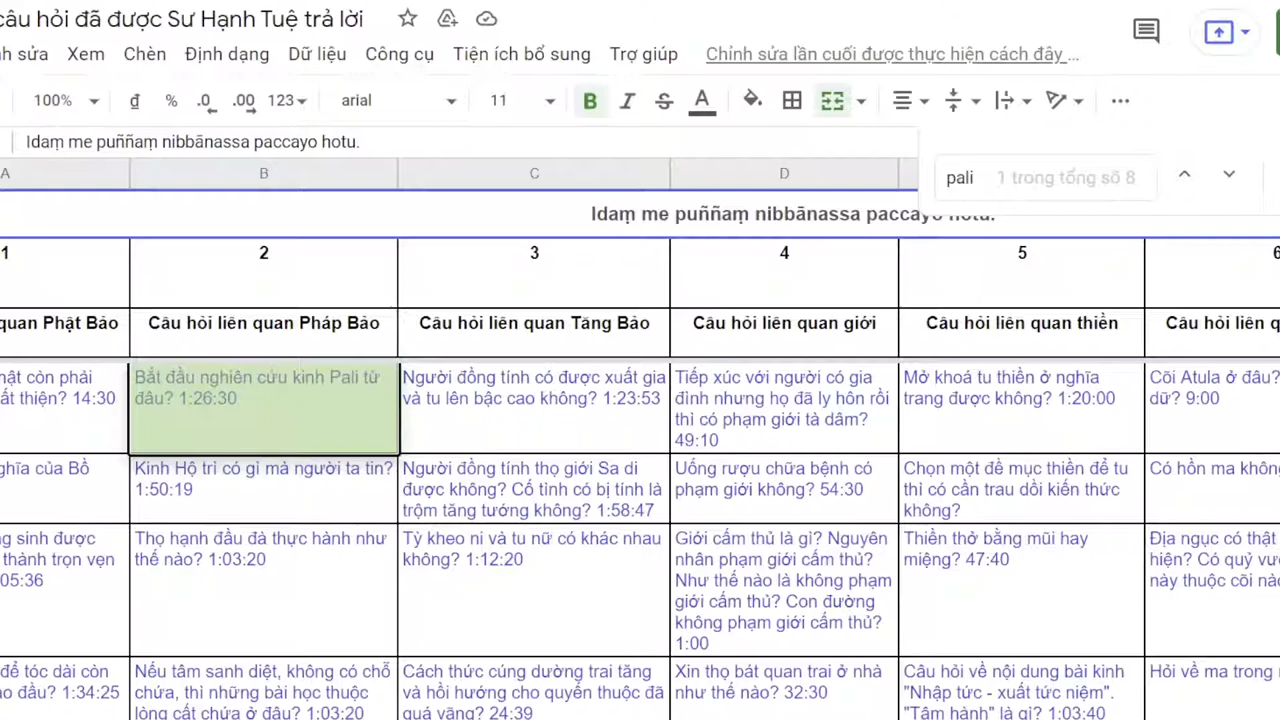 câu hỏi đã được Sư Hạnh Tuệ trả lời
nh sửa Xem Chèn Định dạng Dữ liệu Công cụ Tiện ích bổ sung Trợ giúp Chỉnh sửa lần cuối được thực hiện cách đây ...
100% đ % .0 .00 123 arial 11 B I S A ...
Idaṃ me puññaṃ nibbānassa paccayo hotu.
A B C D
pali 1 trong tổng số 8
Idaṃ me puññaṃ nibbānassa paccayo hotu.
1 2 3 4 5 6
quan Phật Bảo Câu hỏi liên quan Pháp Bảo Câu hỏi liên quan Tăng Bảo Câu hỏi liên quan giới Câu hỏi liên quan thiền Câu hỏi liên q
hật còn phải
ất thiện? 14:30
Bắt đầu nghiên cứu kinh Pali từ
đâu? 1:26:30
Người đồng tính có được xuất gia
và tu lên bậc cao không? 1:23:53
Tiếp xúc với người có gia
đình nhưng họ đã ly hôn rồi
thì có phạm giới tà dâm?
49:10
Mở khoá tu thiền ở nghĩa
trang được không? 1:20:00
Cõi Atula ở đâu?
dữ? 9:00
ghĩa của Bồ
Kinh Hộ trì có gì mà người ta tin?
1:50:19
Người đồng tính thọ giới Sa di
được không? Cố tình có bị tính là
trộm tăng tướng không? 1:58:47
Uống rượu chữa bệnh có
phạm giới không? 54:30
Chọn một đề mục thiền để tu
thì có cần trau dồi kiến thức
không?
Có hồn ma khôn
g sinh được
thành trọn vẹn
05:36
Thọ hạnh đầu đà thực hành như
thế nào? 1:03:20
Tỳ kheo ni và tu nữ có khác nhau
không? 1:12:20
Giới cấm thủ là gì? Nguyên
nhân phạm giới cấm thủ?
Như thế nào là không phạm
giới cấm thủ? Con đường
không phạm giới cấm thủ?
1:00
Thiền thở bằng mũi hay
miệng? 47:40
Địa ngục có thật
hiện? Có quỷ vư
này thuộc cõi nà
để tóc dài còn
ạo đầu? 1:34:25
Nếu tâm sanh diệt, không có chỗ
chứa, thì những bài học thuộc
lòng cất chứa ở đâu? 1:03:20
Cách thức cúng dường trai tăng
và hồi hướng cho quyến thuộc đã
quá vãng? 24:39
Xin thọ bát quan trai ở nhà
như thế nào? 32:30
Câu hỏi về nội dung bài kinh
"Nhập tức - xuất tức niệm".
"Tâm hành" là gì? 1:03:40
Hỏi về ma trong